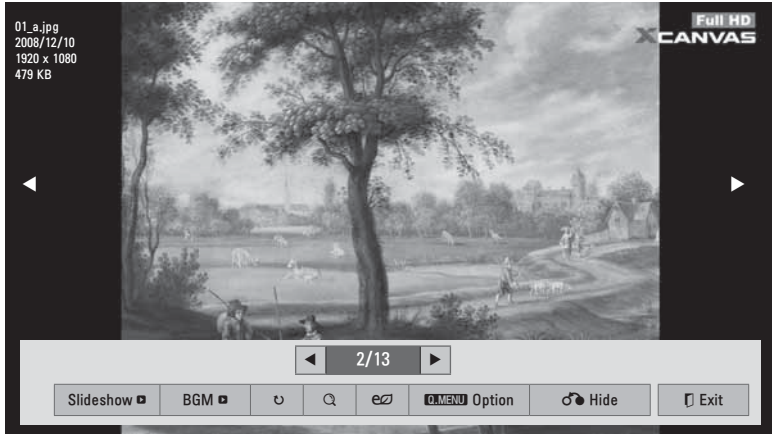 01_a.jpg
2008/12/10
1920 x 1080
479 KB
Full HD
XCANVAS
2/13
Slideshow BGM Q.MENU Option Hide Exit